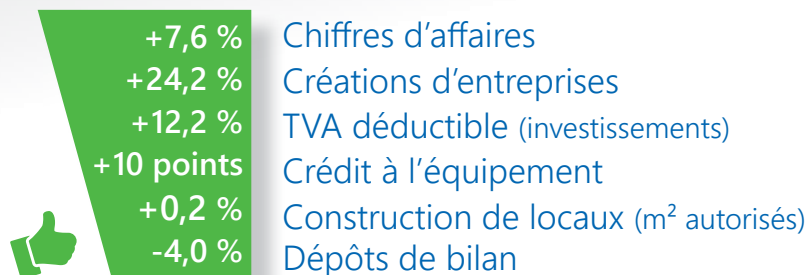 +7,6 % Chiffres d'affaires
+24,2 % Créations d'entreprises
+12,2 % TVA déductible (investissements)
+10 points Crédit à l'équipement
+0,2 % Construction de locaux (m² autorisés)
-4,0 % Dépôts de bilan